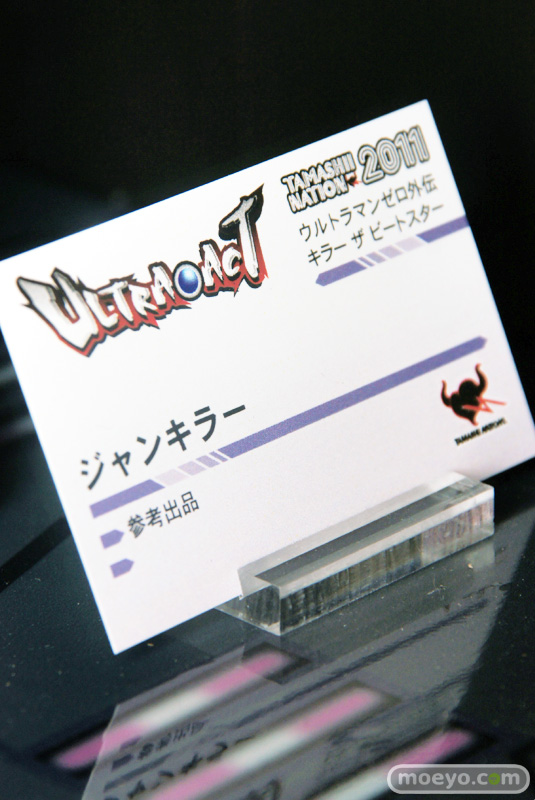 TAMASHII
NATION 2011
ULTRA-ACT
ウルトラマンゼロ外伝
キラー ザ ビートスター
ジャンキラー
参考出品
TAMASHII NATIONS
moeyo.com